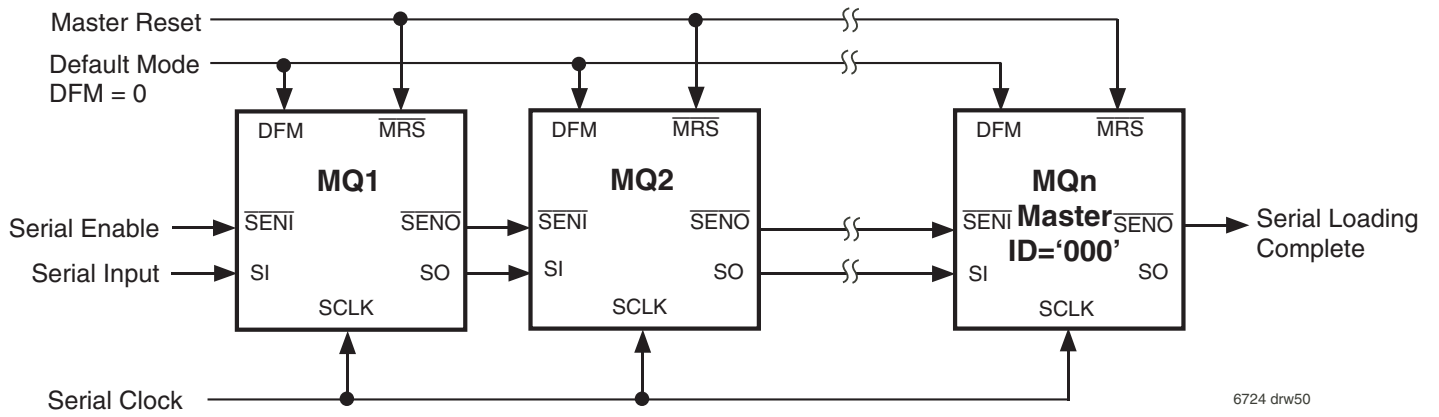 Master Reset
Default Mode
DFM = 0
DFM
MRS
MQ1
SENI
SENO
SI
SO
SCLK
DFM
MRS
MQ2
SENI
SENO
SI
SO
SCLK
DFM
MRS
MQn
Master
ID='000'
SENI
SENO
SI
SO
SCLK
Serial Enable
Serial Input
Serial Loading
Complete
Serial Clock
6724 drw50